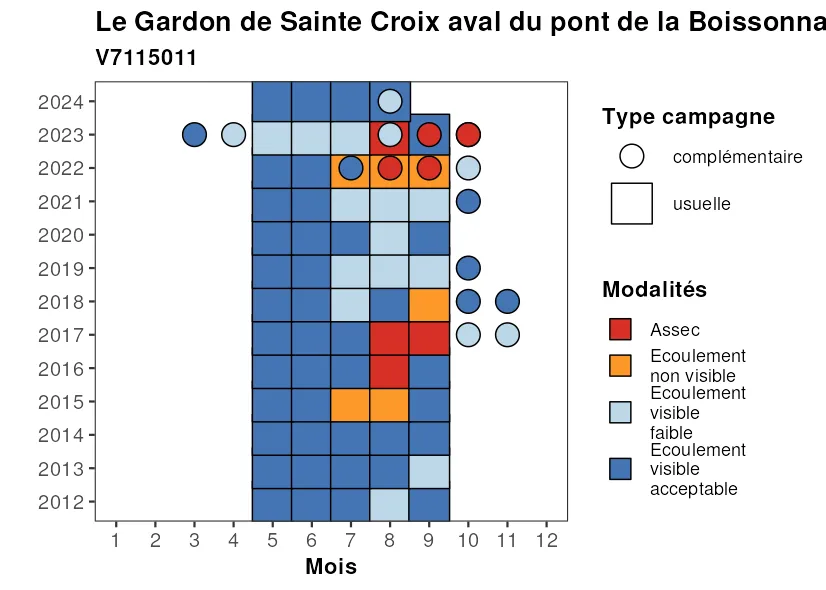 Le Gardon de Sainte Croix aval du pont de la Boissonna
V7115011
2024
2023
2022
2021
2020
2019
2018
2017
2016
2015
2014
2013
2012
1 2 3 4 5 6 7 8 9 10 11 12
Mois
Type campagne
complémentaire
usuelle
Modalités
Assec
Ecoulement
non visible
Ecoulement
visible
faible
Ecoulement
visible
acceptable